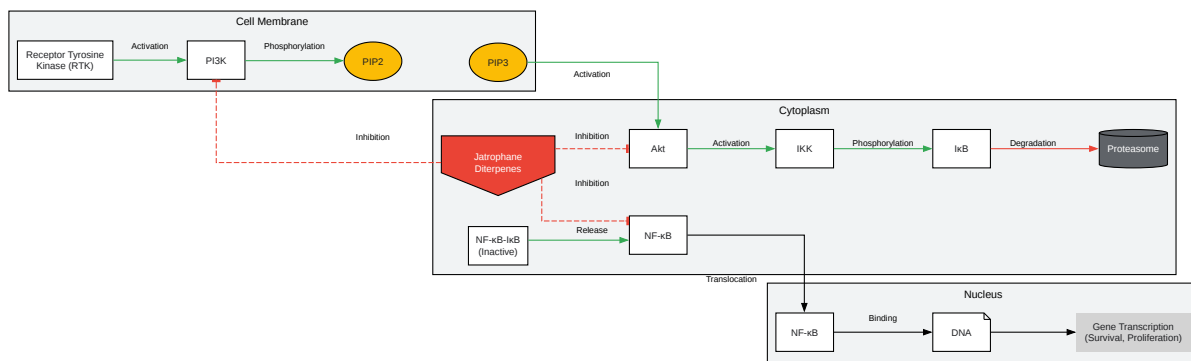 Cell Membrane
Receptor Tyrosine
Kinase (RTK)
Activation
PI3K
Phosphorylation
PIP2
PIP3
Activation
Inhibition
Cytoplasm
Jatrophane
Diterpenes
Inhibition
Akt
Activation
IKK
Phosphorylation
IκB
Degradation
Proteasome
Inhibition
NF-κB-IκB
(Inactive)
Release
NF-κB
Translocation
Nucleus
NF-κB
Binding
DNA
Gene Transcription
(Survival, Proliferation)